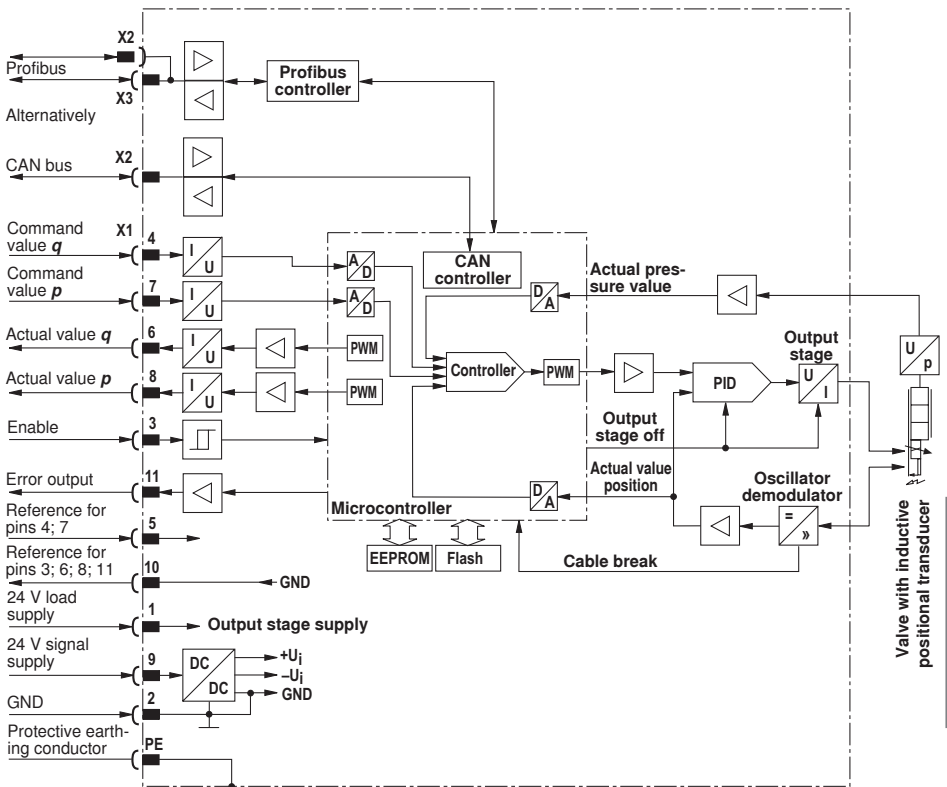 X2
Profibus
X3
Alternatively
Profibus
controller
CAN bus
X2
Command
value q
X1
4
I
U
A
D
CAN
controller
Command
value p
7
I
U
A
D
D
A
Actual pres-
sure value
Actual value q
6
I
U
PWM
U
p
Actual value p
8
I
U
PWM
Controller
PWM
PID
Output
stage
U
I
Enable
3
Output
stage off
Error output
11
Microcontroller
D
A
Actual value
position
Oscillator
demodulator
=
»
Reference for
pins 4; 7
5
EEPROM
Flash
Cable break
Reference for
pins 3; 6; 8; 11
10
GND
24 V load
supply
1
Output stage supply
24 V signal
supply
9
DC
DC
+Ui
–Ui
GND
GND
2
Protective earth-
ing conductor
PE
Valve with inductive
positional transducer